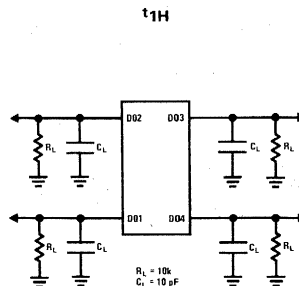 t1H
DO2 DO3
RL CL CL RL
DO1 DO4
RL CL CL RL
RL = 10k
CL = 10 pF